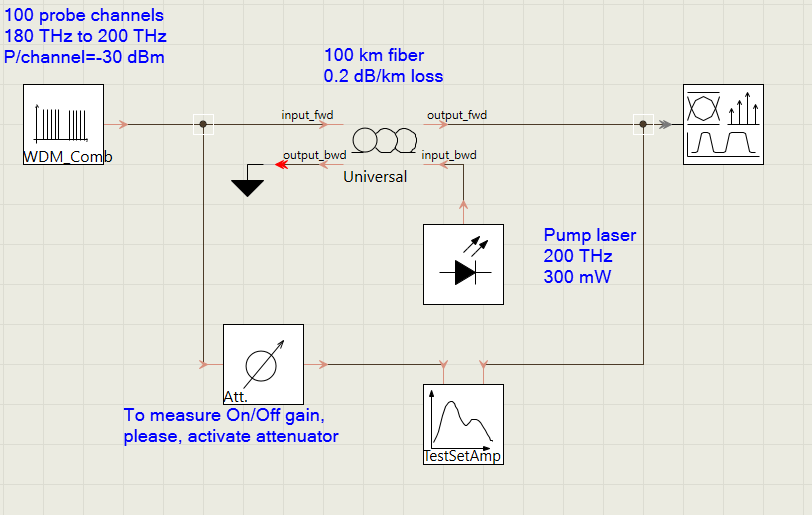 100 probe channels
180 THz to 200 THz
P/channel=-30 dBm
100 km fiber
0.2 dB/km loss
WDM_Comb
input_fwd
output_fwd
output_bwd
input_bwd
Universal
Pump laser
200 THz
300 mW
Att.
To measure On/Off gain,
please, activate attenuator
TestSetAmp